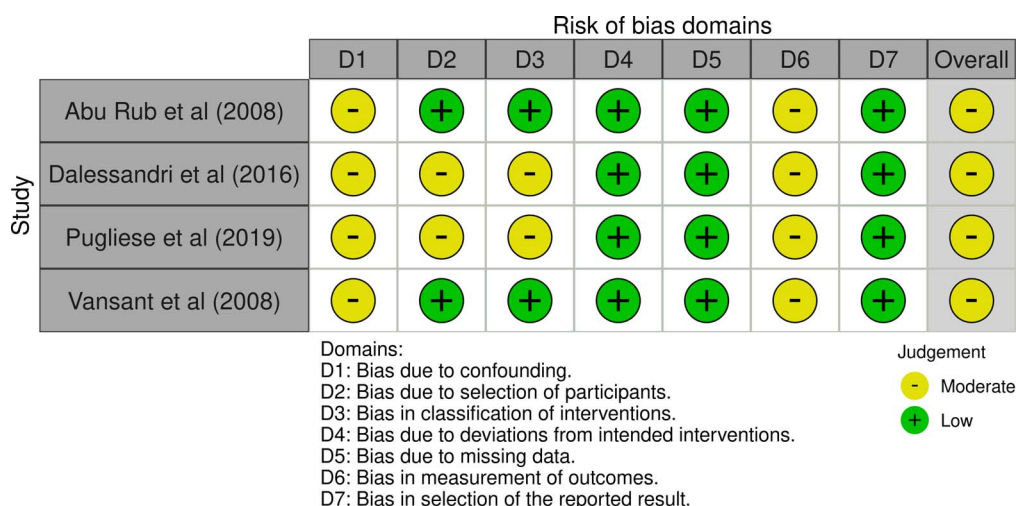 Risk of bias domains
D1 D2 D3 D4 D5 D6 D7 Overall
Study
Abu Rub et al (2008) - + + + + - + -
Dalessandri et al (2016) - - - + + - + -
Pugliese et al (2019) - - - + + - + -
Vansant et al (2008) - + + + + - + -
Domains:
D1: Bias due to confounding.
D2: Bias due to selection of participants.
D3: Bias in classification of interventions.
D4: Bias due to deviations from intended interventions.
D5: Bias due to missing data.
D6: Bias in measurement of outcomes.
D7: Bias in selection of the reported result.
Judgement
- Moderate
+ Low